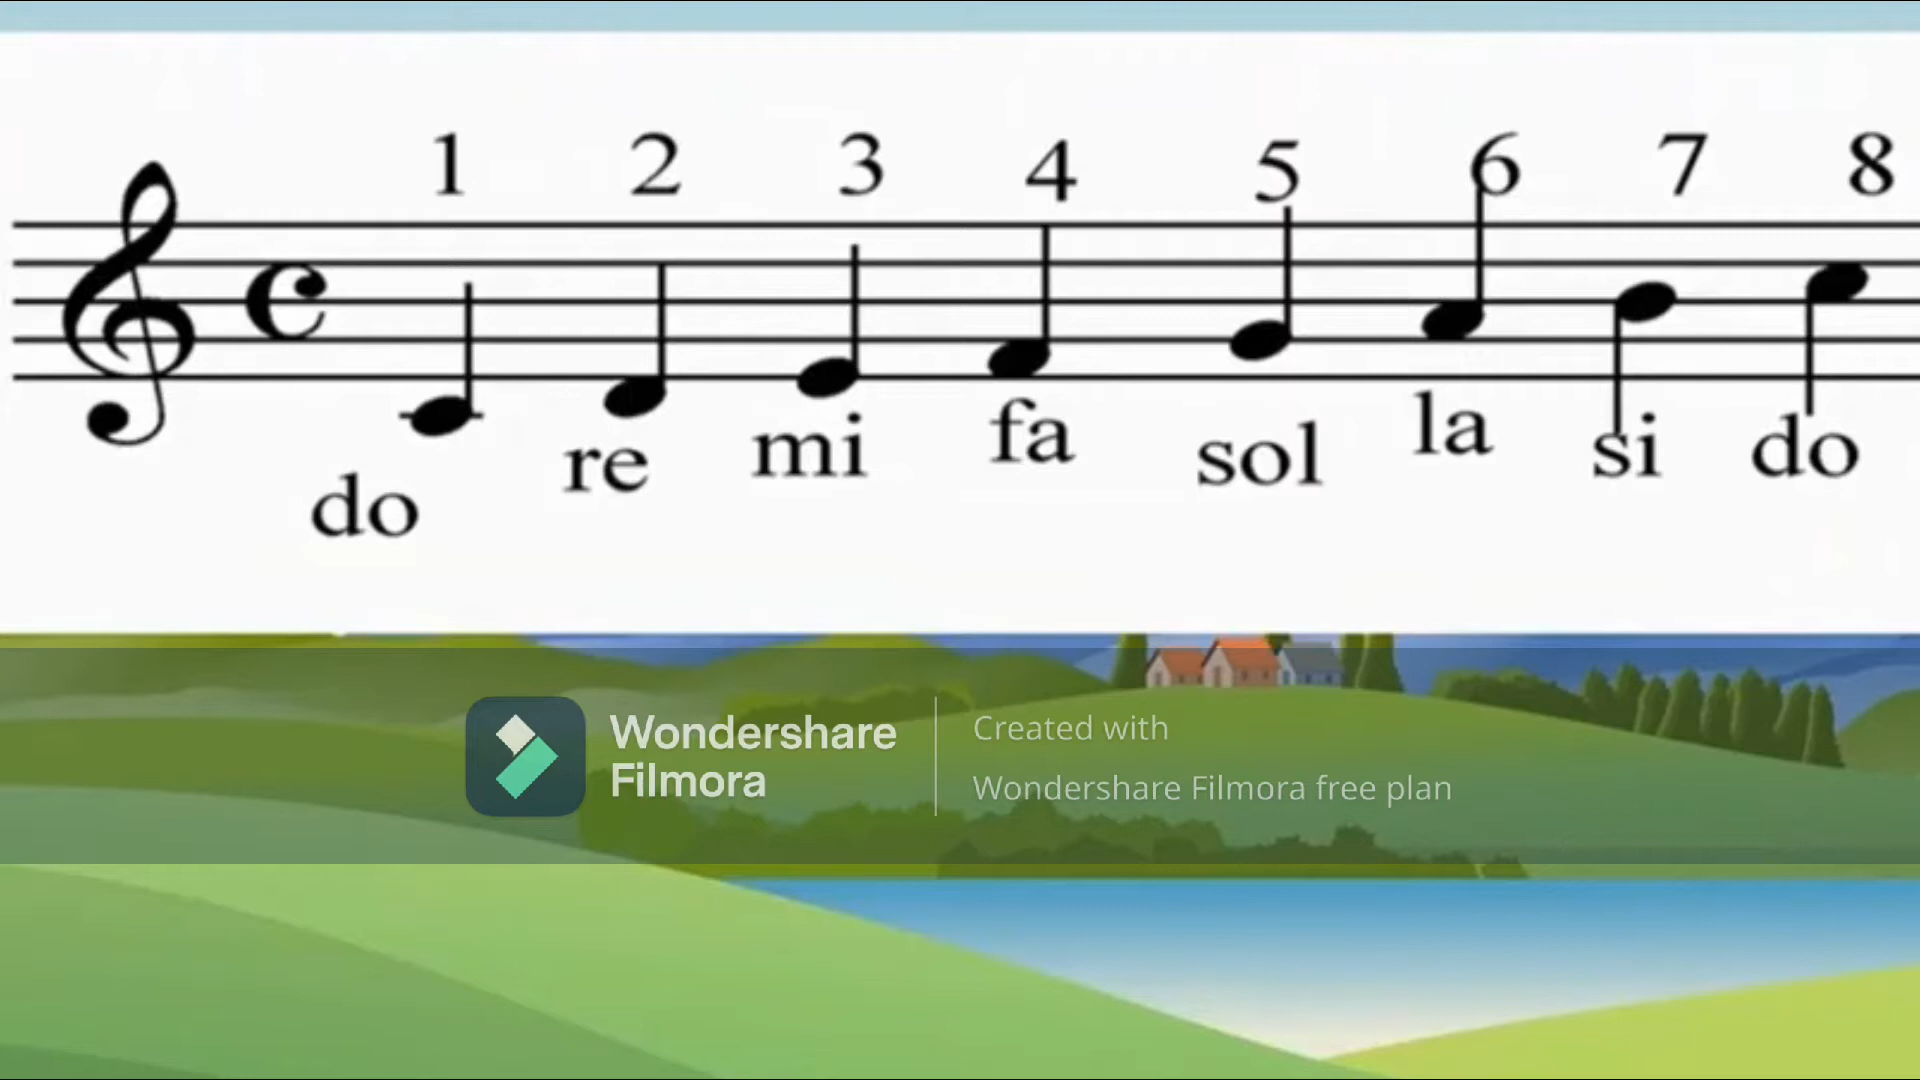 1 2 3 4 5 6 7 8
do re mi fa sol la si do
Wondershare
Filmora
Created with
Wondershare Filmora free plan